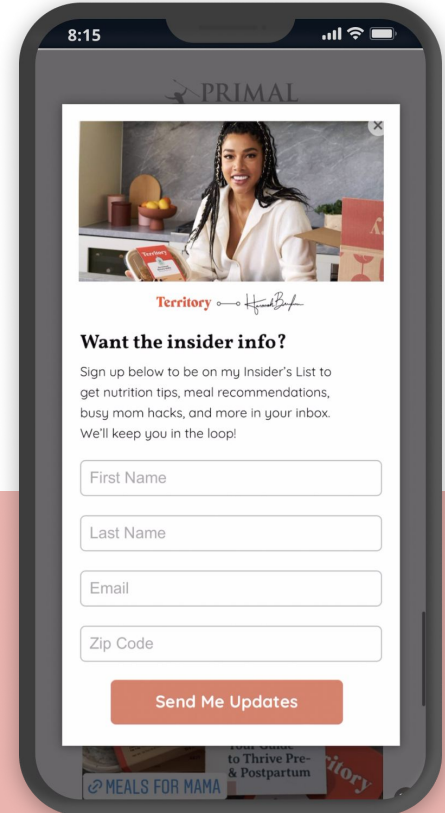 8:15
PRIMAL
Territory
Territory
Want the insider info?
Sign up below to be on my Insider's List to
get nutrition tips, meal recommendations,
busy mom hacks, and more in your inbox.
We'll keep you in the loop!
First Name
Last Name
Email
Zip Code
Send Me Updates
Your Guide
to Thrive Pre-
& Postpartum
MEALS FOR MAMA